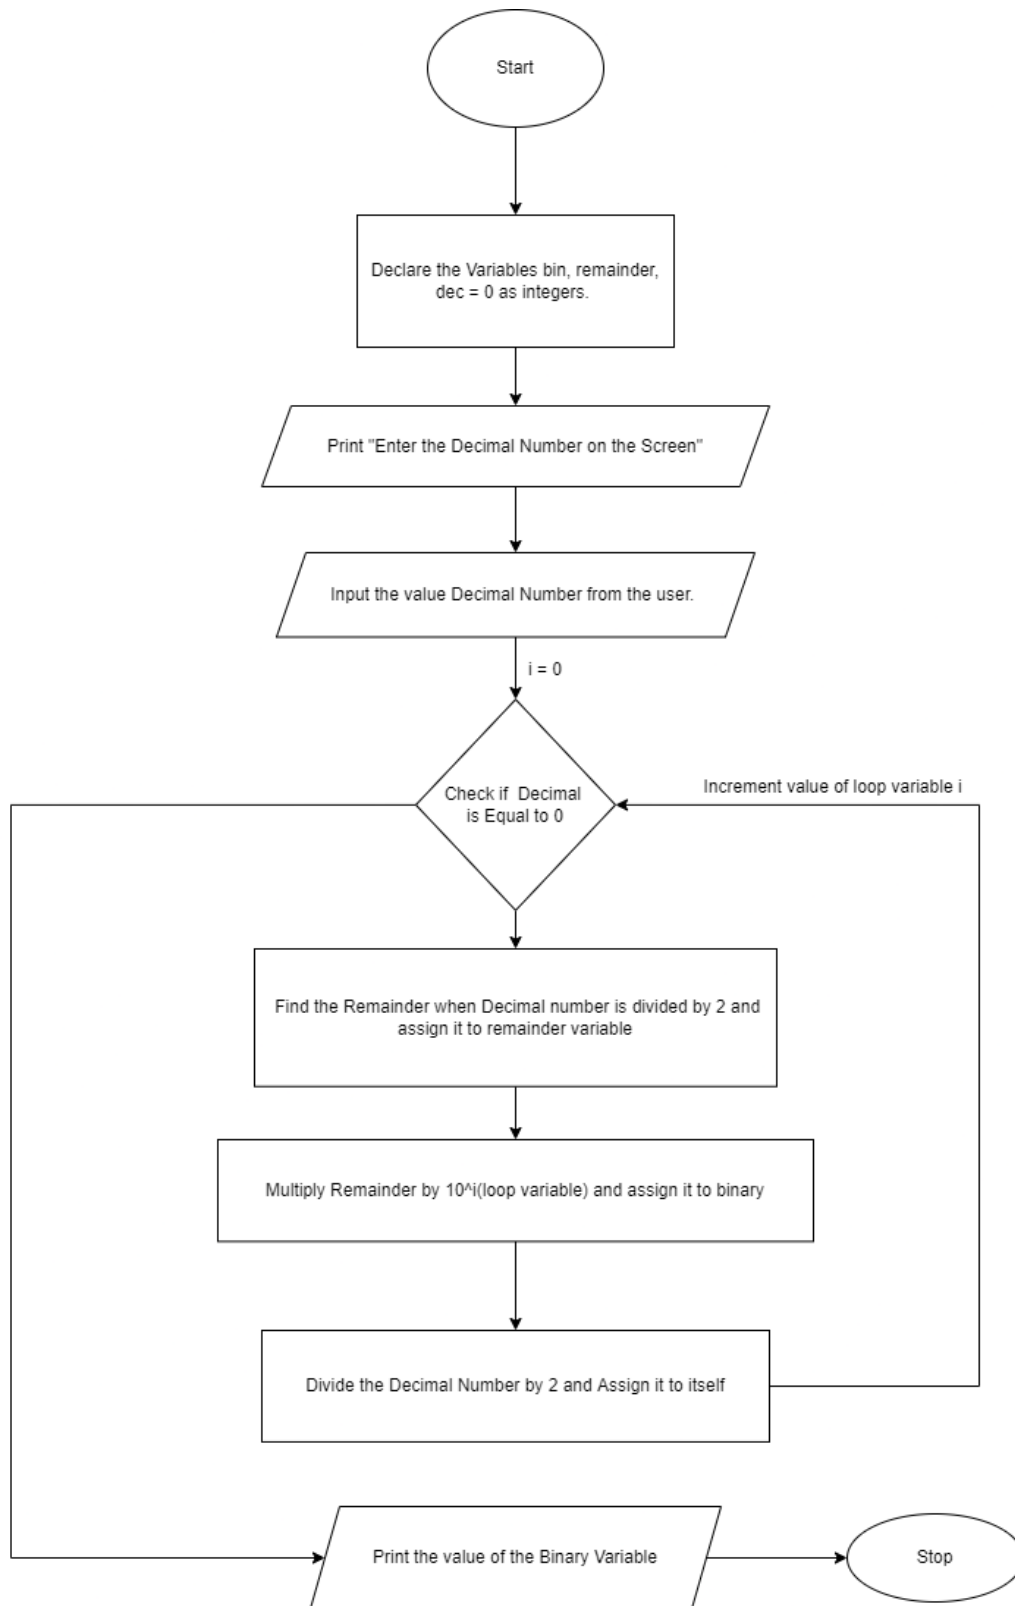 Start
Declare the Variables bin, remainder,
dec = 0 as integers.
Print "Enter the Decimal Number on the Screen"
Input the value Decimal Number from the user.
i = 0
Check if Decimal
is Equal to 0
Increment value of loop variable i
Find the Remainder when Decimal number is divided by 2 and
assign it to remainder variable
Multiply Remainder by 10^i(loop variable) and assign it to binary
Divide the Decimal Number by 2 and Assign it to itself
Print the value of the Binary Variable
Stop